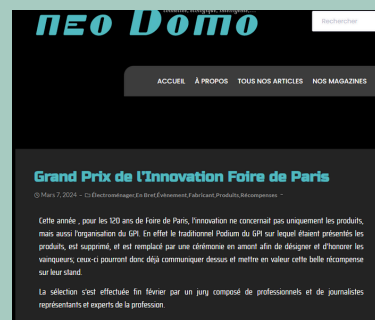 neo Domo
Rechercher
ACCUEIL À PROPOS TOUS NOS ARTICLES NOS MAGAZINES
Grand Prix de l'Innovation Foire de Paris
Mars 7, 2024 – Électroménager,En Bref,Évènement,Fabricant,Produits,Récompenses -
Cette année , pour les 120 ans de Foire de Paris, l'innovation ne concernait pas uniquement les produits,
mais aussi l'organisation du GPI. En effet le traditionnel Podium du GPI sur lequel étaient présentés les
produits, est supprimé, et est remplacé par une cérémonie en amont afin de désigner et d'honorer les
vainqueurs, ceux-ci pourront donc déjà communiquer dessus et mettre en valeur cette belle récompense
sur leur stand.
La sélection s'est effectuée fin février par un jury composé de professionnels et de journalistes
représentants et experts de la profession.